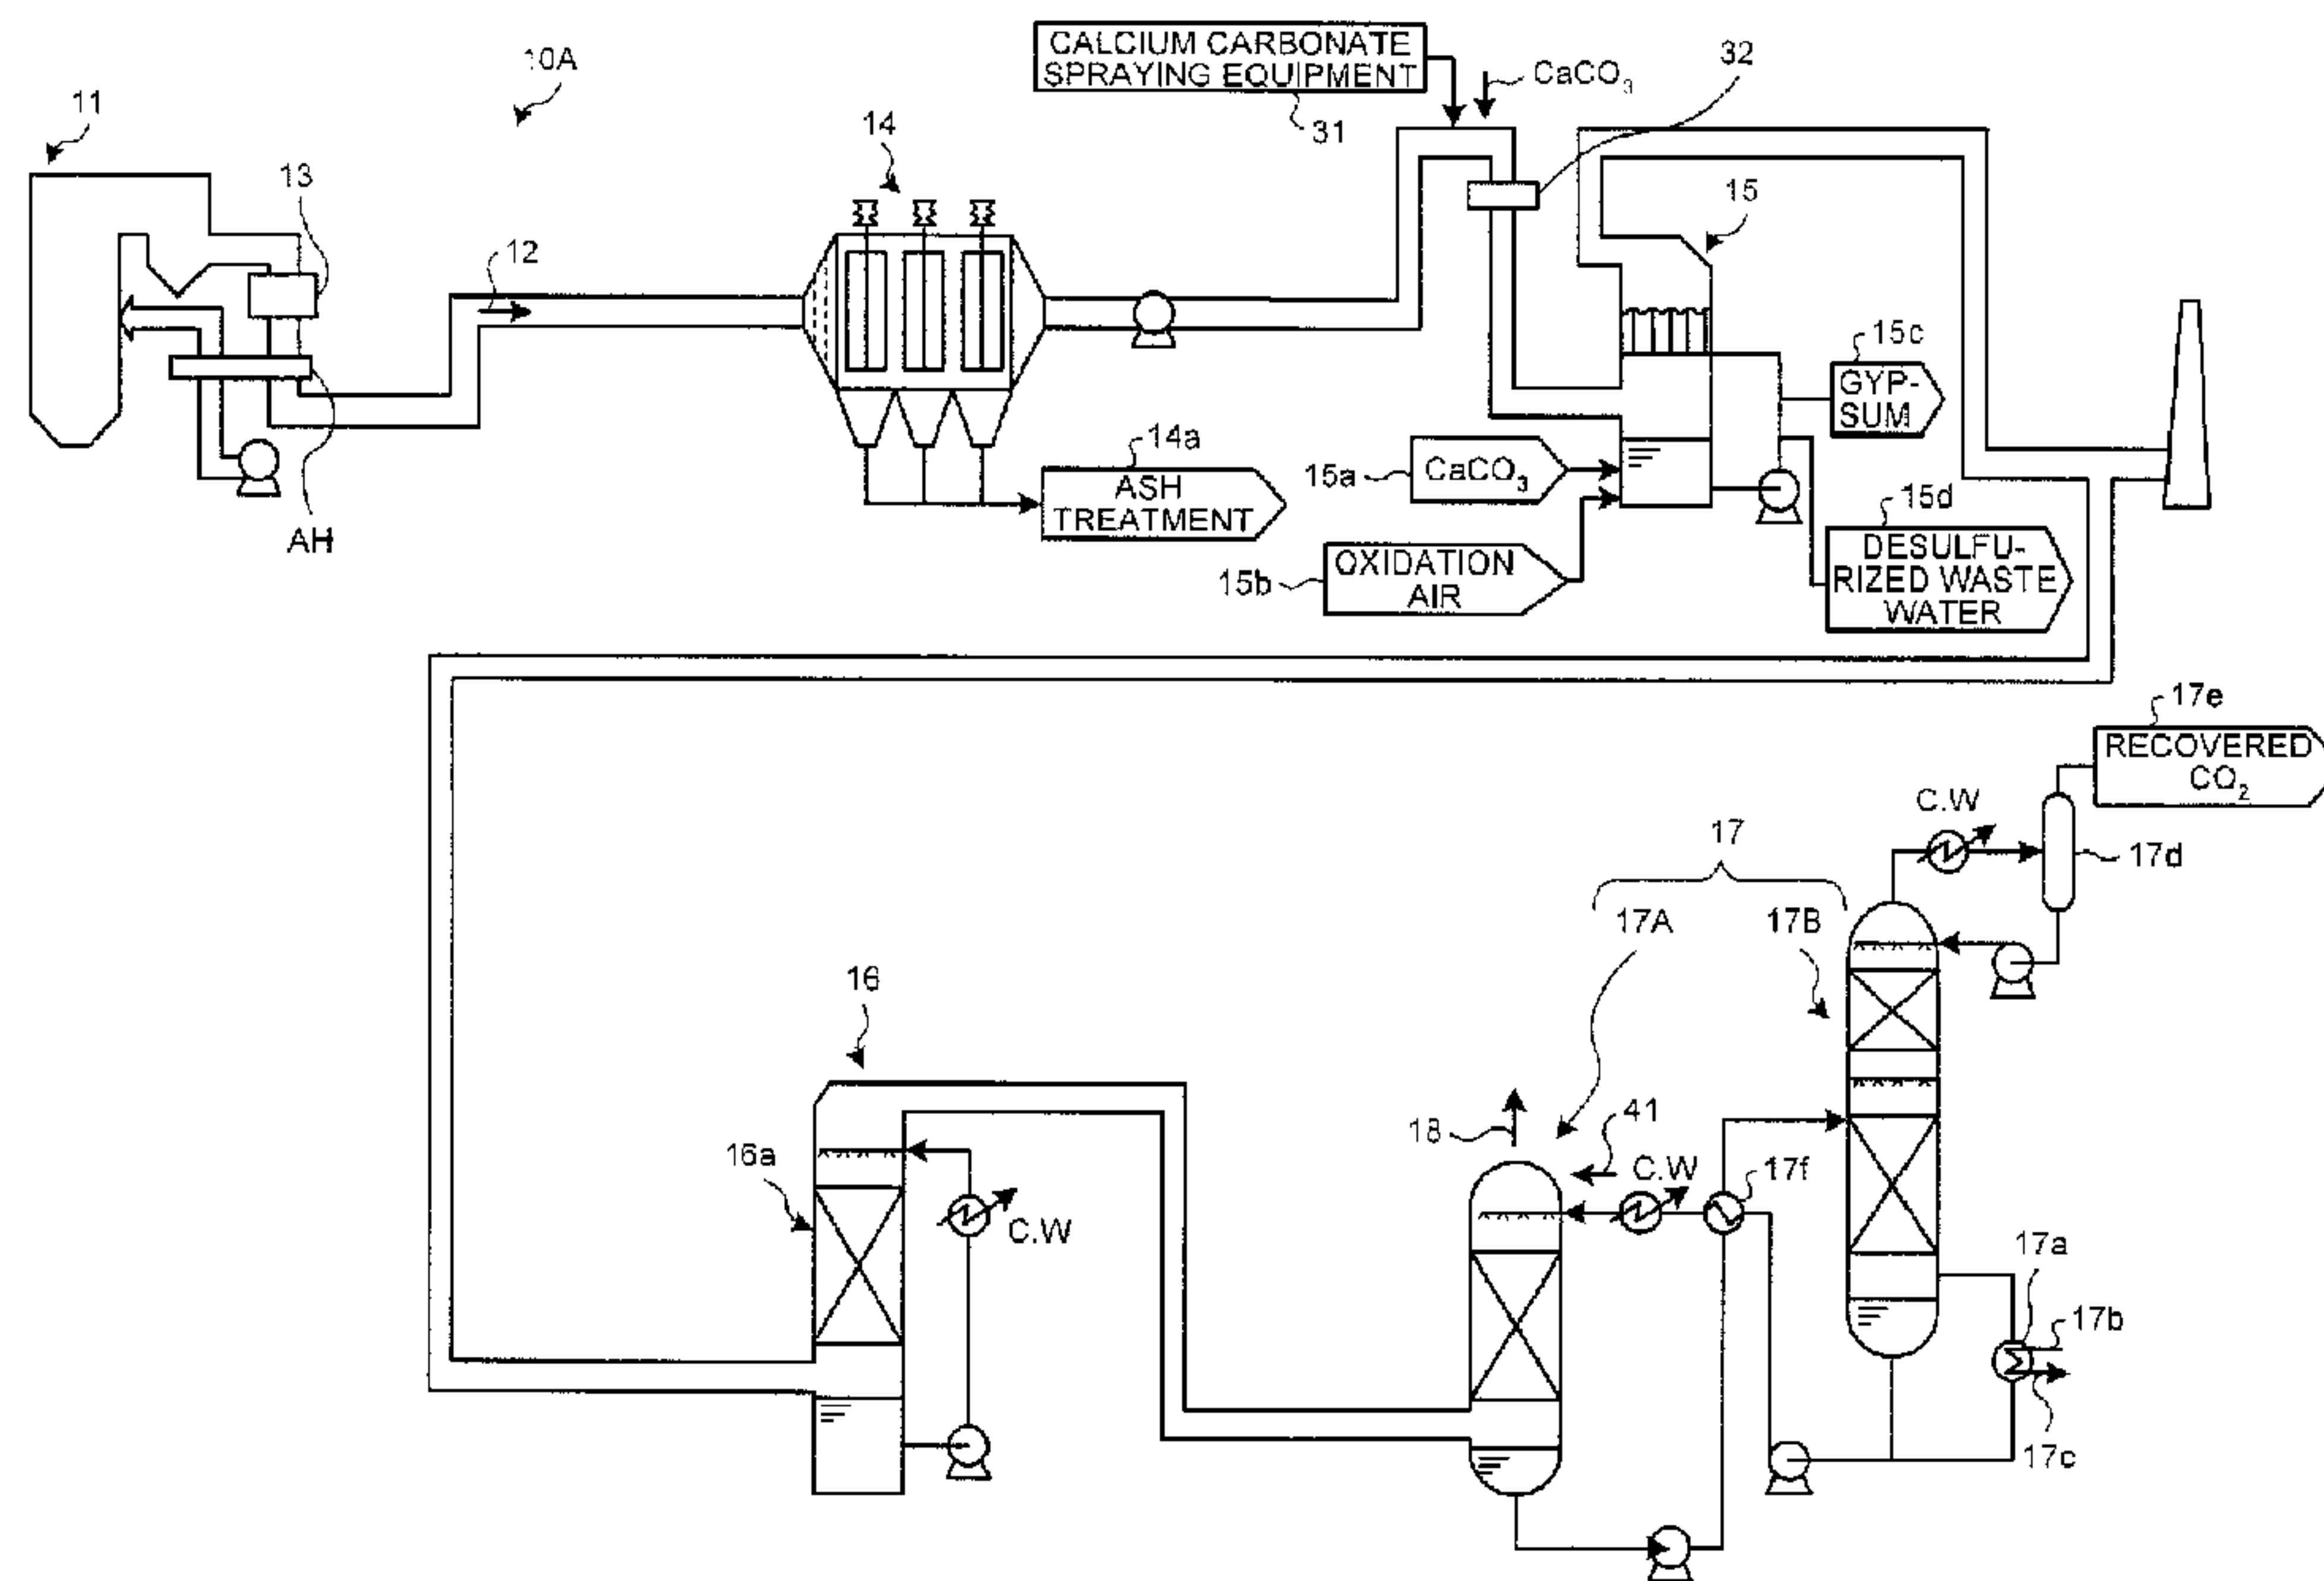 10A
11
13
12
14
CALCIUM CARBONATE
SPRAYING EQUIPMENT
31
CaCO₃
32
15
15c
GYP-
SUM
14a
ASH
TREATMENT
AH
15a
CaCO₃
15b
OXIDATION
AIR
15d
DESULFU-
RIZED WASTE
WATER
17e
RECOVERED
CO₂
C.W
17d
17
17A
17B
16
16a
C.W
18
41
C.W
17f
17a
17b
17c